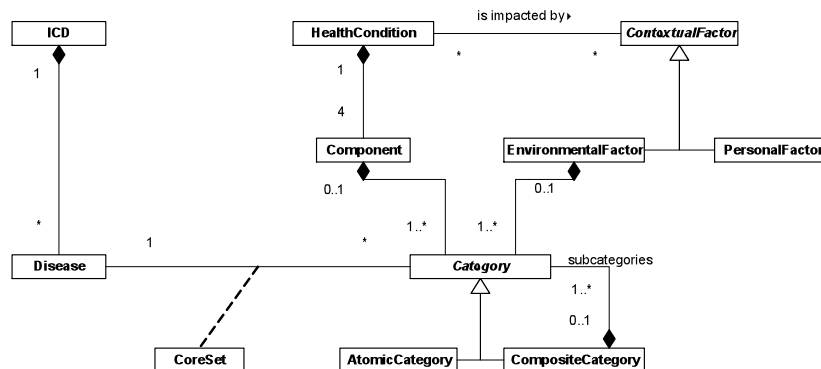 is impacted by
ICD
HealthCondition
ContextualFactor
1
1
*
*
4
Component
EnvironmentalFactor
PersonalFactor
0..1
0..1
*
1
*
1..*
1..*
Disease
Category
subcategories
1..*
0..1
CoreSet
AtomicCategory
CompositeCategory